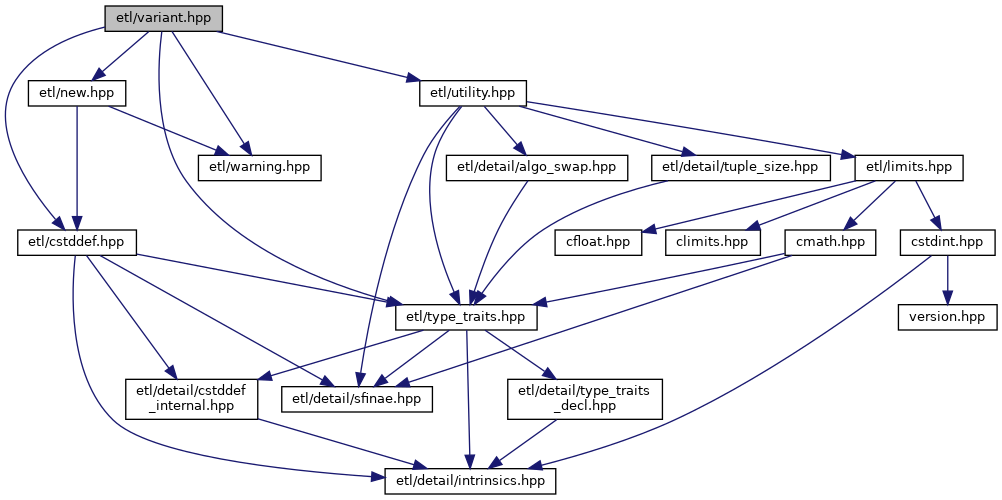 etl/variant.hpp
etl/new.hpp
etl/utility.hpp
etl/warning.hpp
etl/detail/algo_swap.hpp
etl/detail/tuple_size.hpp
etl/limits.hpp
etl/cstddef.hpp
cfloat.hpp
climits.hpp
cmath.hpp
cstdint.hpp
etl/type_traits.hpp
version.hpp
etl/detail/cstddef
_internal.hpp
etl/detail/sfinae.hpp
etl/detail/type_traits
_decl.hpp
etl/detail/intrinsics.hpp